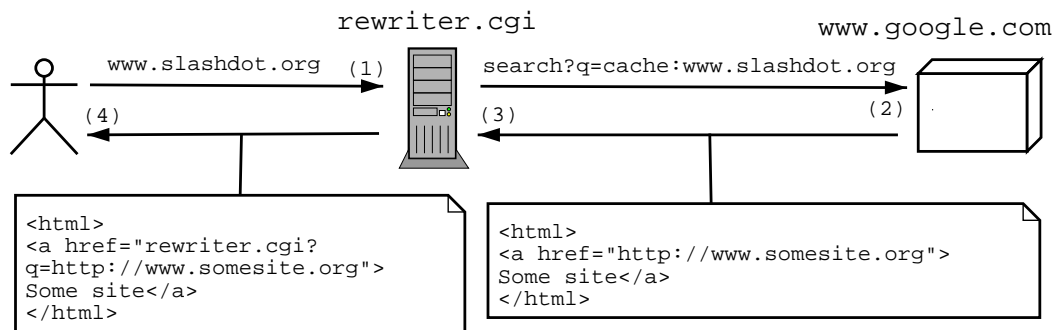 rewriter.cgi
www.google.com
www.slashdot.org (1)
search?q=cache:www.slashdot.org
(4)
(3)
(2)
<html>
<a href="rewriter.cgi?
q=http://www.somesite.org">
Some site</a>
</html>
<html>
<a href="http://www.somesite.org">
Some site</a>
</html>